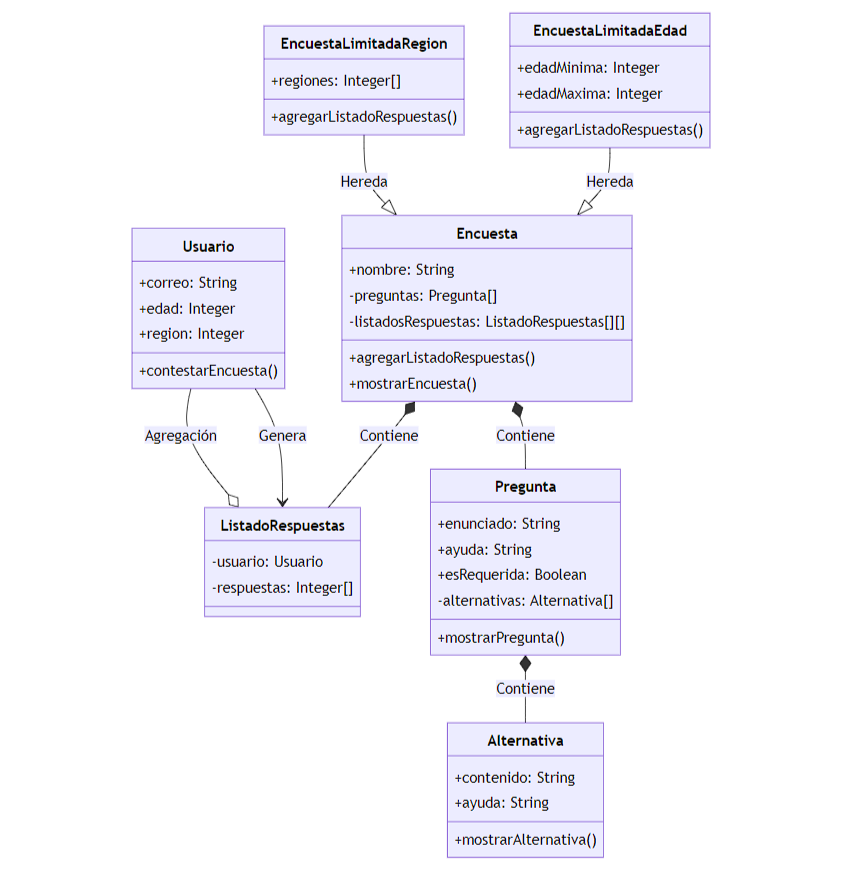 EncuestaLimitadaRegion
+regiones: Integer[]
+agregarListadoRespuestas()
EncuestaLimitadaEdad
+edadMinima: Integer
+edadMaxima: Integer
+agregarListadoRespuestas()
Hereda
Hereda
Encuesta
+nombre: String
-preguntas: Pregunta[]
-listadosRespuestas: ListadoRespuestas[][]
+agregarListadoRespuestas()
+mostrarEncuesta()
Usuario
+correo: String
+edad: Integer
+region: Integer
+contestarEncuesta()
Agregación
Genera
Contiene
Contiene
ListadoRespuestas
-usuario: Usuario
-respuestas: Integer[]
Pregunta
+enunciado: String
+ayuda: String
+esRequerida: Boolean
-alternativas: Alternativa[]
+mostrarPregunta()
Contiene
Alternativa
+contenido: String
+ayuda: String
+mostrarAlternativa()